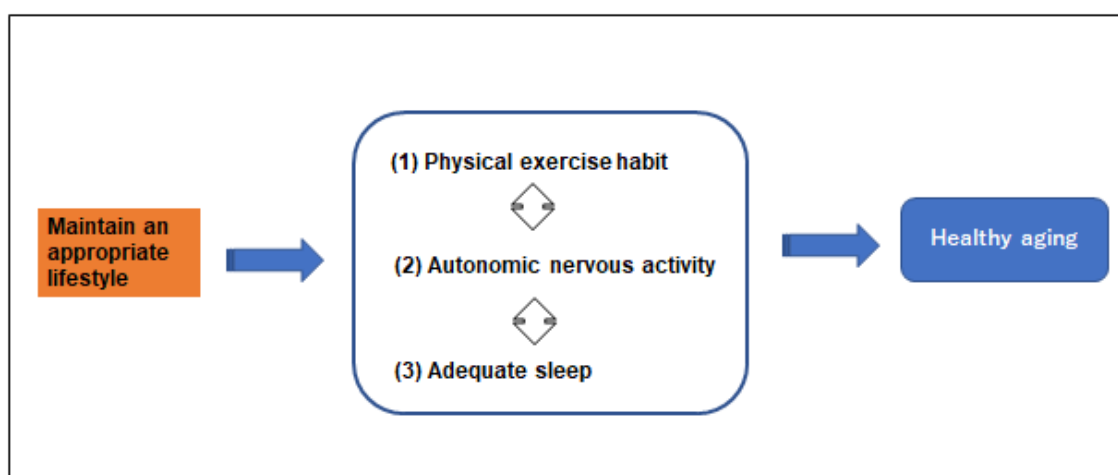 Maintain an
appropriate
lifestyle
(1) Physical exercise habit
(2) Autonomic nervous activity
(3) Adequate sleep
Healthy aging